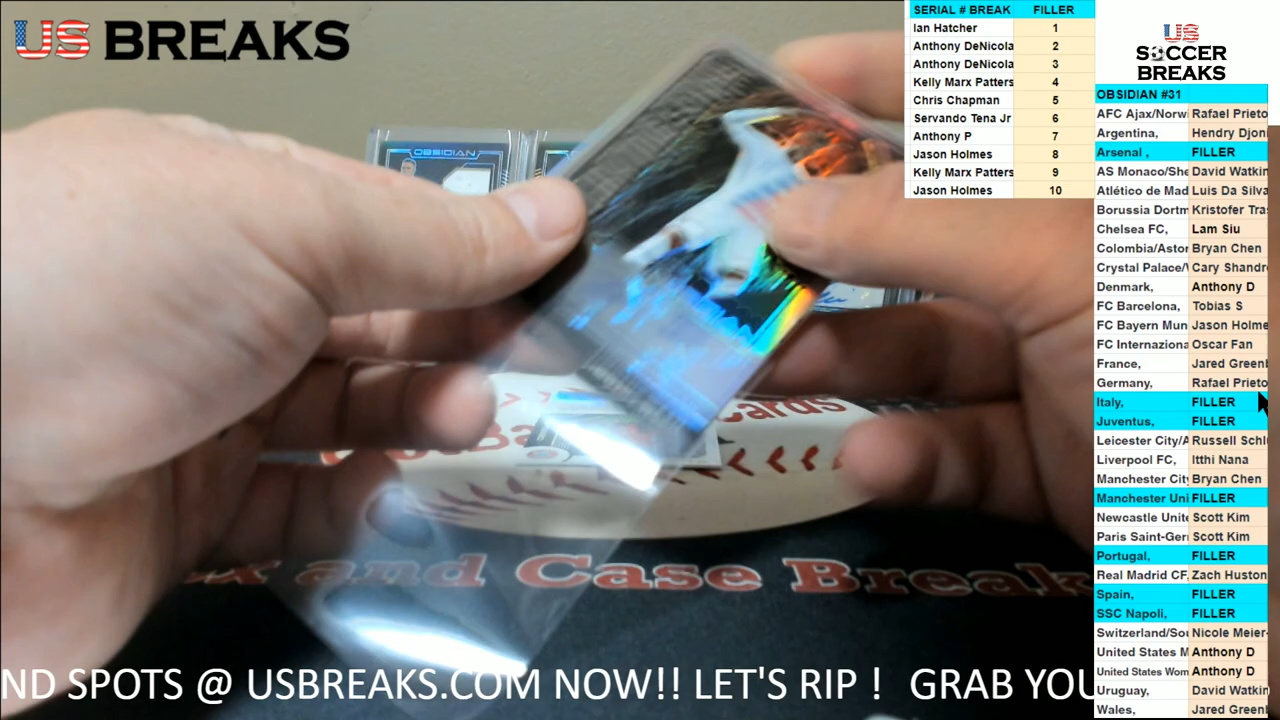 US BREAKS
SERIAL # BREAK FILLER
Ian Hatcher 1
Anthony DeNicola 2
Anthony DeNicola 3
Kelly Marx Patters 4
Chris Chapman 5
Servando Tena Jr 6
Anthony P 7
Jason Holmes 8
Kelly Marx Patters 9
Jason Holmes 10
US
SOCCER
BREAKS
OBSIDIAN #31
AFC Ajax/Norwi Rafael Prieto
Argentina, Hendry Djoni
Arsenal , FILLER
AS Monaco/She David Watkin
Atlético de Mad Luis Da Silva
Borussia Dortm Kristofer Tra
Chelsea FC, Lam Siu
Colombia/Aston Bryan Chen
Crystal Palace/ Cary Shandr
Denmark, Anthony D
FC Barcelona, Tobias S
FC Bayern Mun Jason Holme
FC Internaziona Oscar Fan
France, Jared Green
Germany, Rafael Prieto
Italy, FILLER
Juventus, FILLER
Leicester City/A Russell Schl
Liverpool FC, Itthi Nana
Manchester City Bryan Chen
Manchester Uni FILLER
Newcastle Unite Scott Kim
Paris Saint-Ger Scott Kim
Portugal, FILLER
Real Madrid CF, Zach Huston
Spain, FILLER
SSC Napoli, FILLER
Switzerland/Sou Nicole Meier-
United States M Anthony D
United States Wom Anthony D
Uruguay, David Watkin
Wales, Jared Green
OBSIDIAN
Cards
and Case Break
ND SPOTS @ USBREAKS.COM NOW!! LET'S RIP ! GRAB YOU